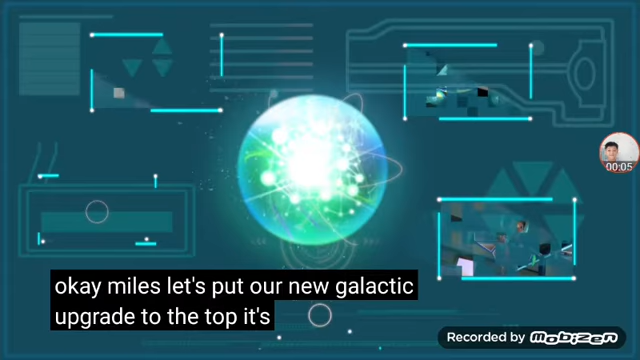 00:05
okay miles let's put our new galactic
upgrade to the top it's
Recorded by mobizen